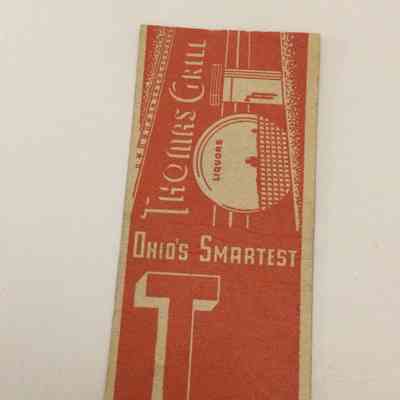 THOMAS GRILL
LIQUORS
OHIO'S SMARTEST
T